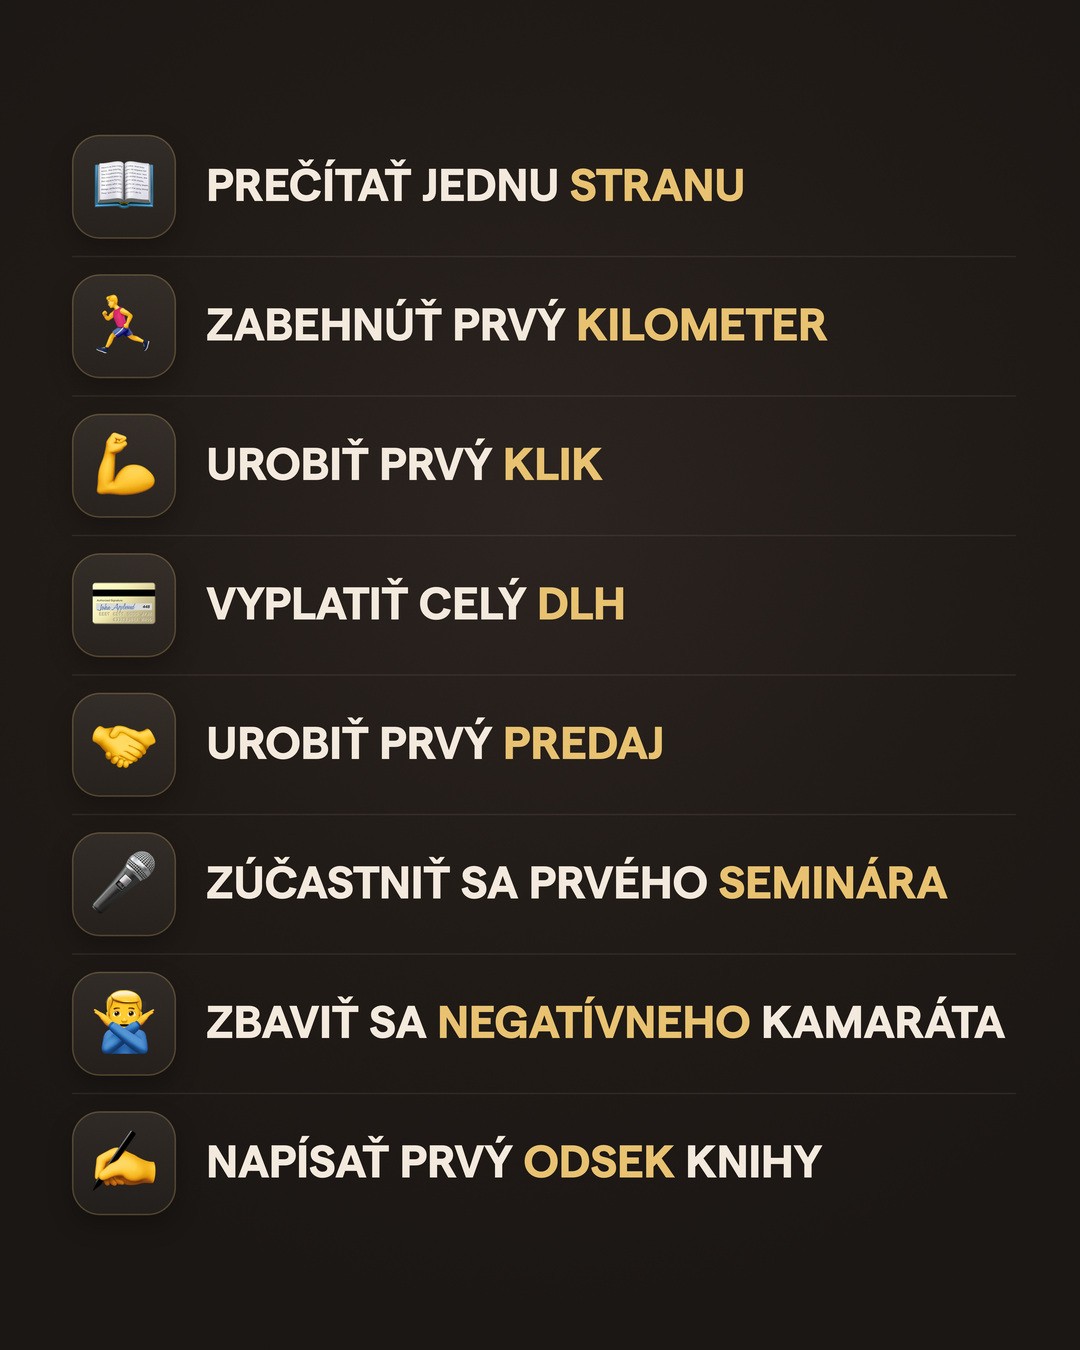 PREČÍTAŤ JEDNU STRANU
ZABEHNÚŤ PRVÝ KILOMETER
UROBIŤ PRVÝ KLIK
VYPLATIŤ CELÝ DLH
UROBIŤ PRVÝ PREDAJ
ZÚČASTNIŤ SA PRVÉHO SEMINÁRA
ZBAVIŤ SA NEGATÍVNEHO KAMARÁTA
NAPÍSAŤ PRVÝ ODSEK KNIHY